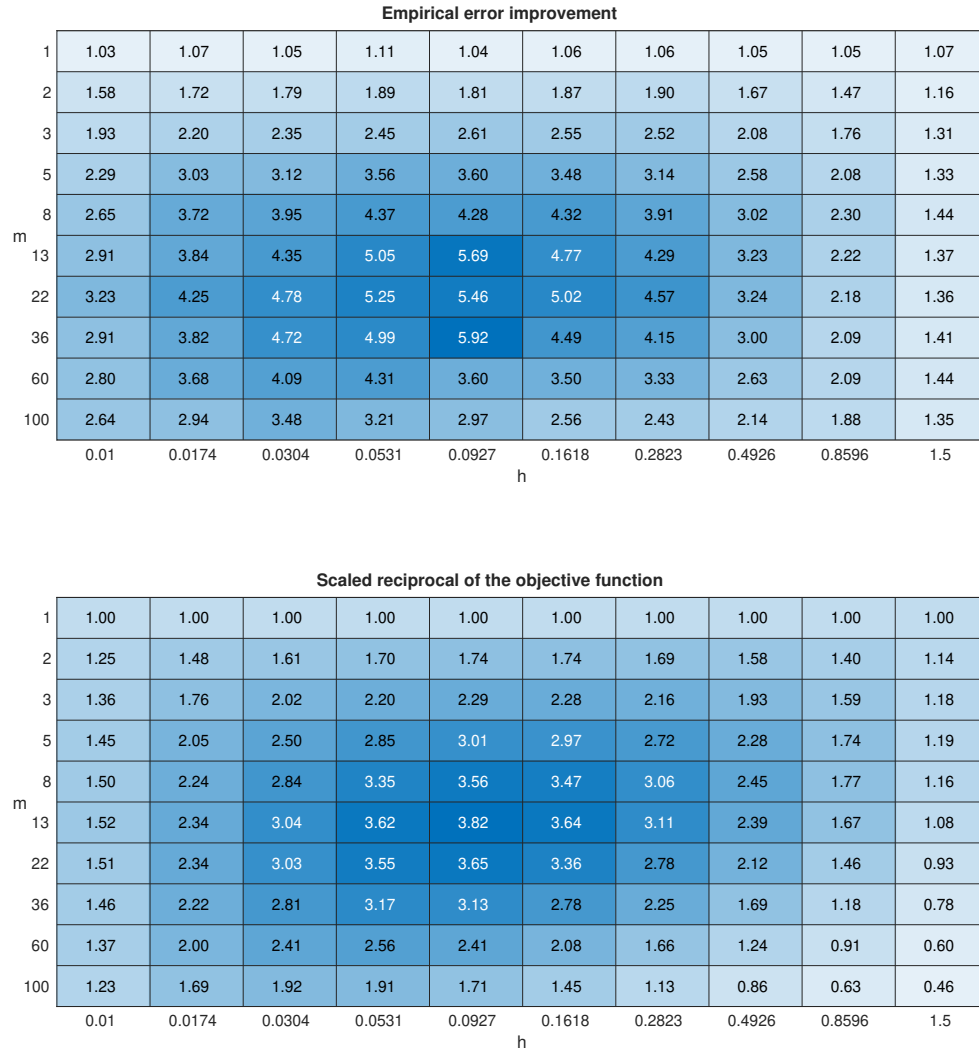 Empirical error improvement
1 1.03 1.07 1.05 1.11 1.04 1.06 1.06 1.05 1.05 1.07
2 1.58 1.72 1.79 1.89 1.81 1.87 1.90 1.67 1.47 1.16
3 1.93 2.20 2.35 2.45 2.61 2.55 2.52 2.08 1.76 1.31
5 2.29 3.03 3.12 3.56 3.60 3.48 3.14 2.58 2.08 1.33
8 2.65 3.72 3.95 4.37 4.28 4.32 3.91 3.02 2.30 1.44
m
13 2.91 3.84 4.35 5.05 5.69 4.77 4.29 3.23 2.22 1.37
22 3.23 4.25 4.78 5.25 5.46 5.02 4.57 3.24 2.18 1.36
36 2.91 3.82 4.72 4.99 5.92 4.49 4.15 3.00 2.09 1.41
60 2.80 3.68 4.09 4.31 3.60 3.50 3.33 2.63 2.09 1.44
100 2.64 2.94 3.48 3.21 2.97 2.56 2.43 2.14 1.88 1.35
0.01 0.0174 0.0304 0.0531 0.0927 0.1618 0.2823 0.4926 0.8596 1.5
h
Scaled reciprocal of the objective function
1 1.00 1.00 1.00 1.00 1.00 1.00 1.00 1.00 1.00 1.00
2 1.25 1.48 1.61 1.70 1.74 1.74 1.69 1.58 1.40 1.14
3 1.36 1.76 2.02 2.20 2.29 2.28 2.16 1.93 1.59 1.18
5 1.45 2.05 2.50 2.85 3.01 2.97 2.72 2.28 1.74 1.19
8 1.50 2.24 2.84 3.35 3.56 3.47 3.06 2.45 1.77 1.16
m
13 1.52 2.34 3.04 3.62 3.82 3.64 3.11 2.39 1.67 1.08
22 1.51 2.34 3.03 3.55 3.65 3.36 2.78 2.12 1.46 0.93
36 1.46 2.22 2.81 3.17 3.13 2.78 2.25 1.69 1.18 0.78
60 1.37 2.00 2.41 2.56 2.41 2.08 1.66 1.24 0.91 0.60
100 1.23 1.69 1.92 1.91 1.71 1.45 1.13 0.86 0.63 0.46
0.01 0.0174 0.0304 0.0531 0.0927 0.1618 0.2823 0.4926 0.8596 1.5
h